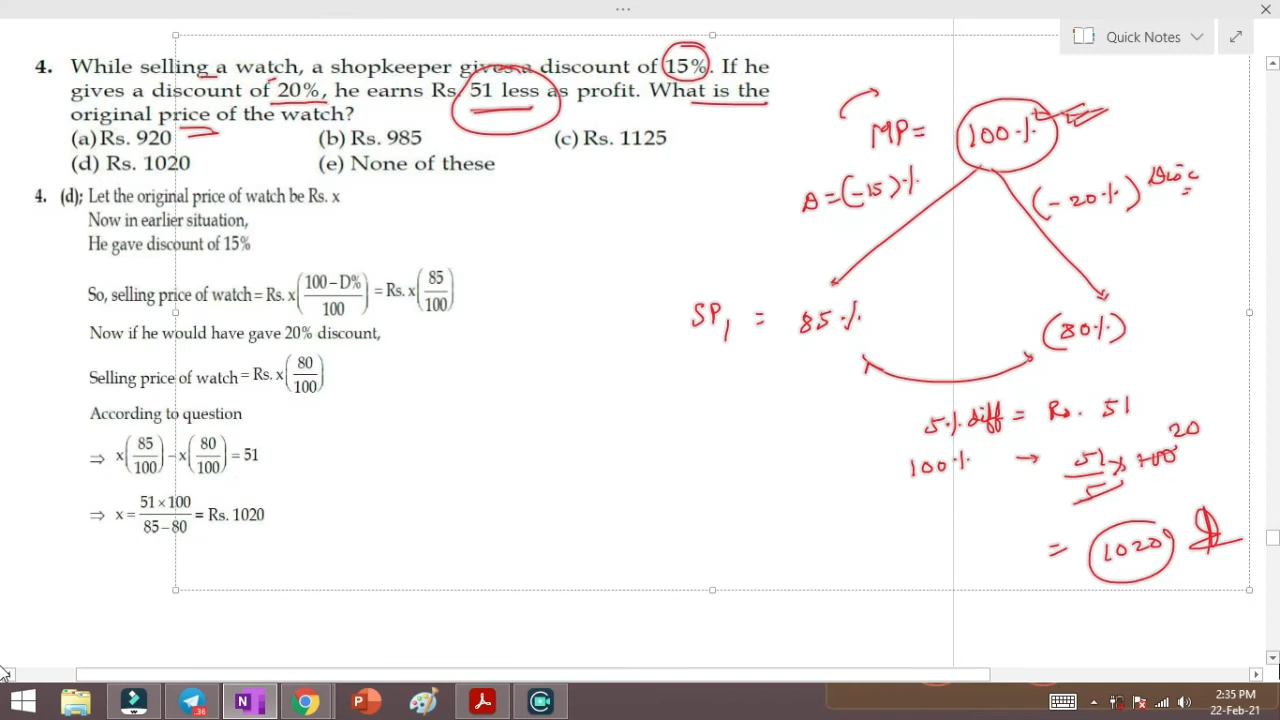 Quick Notes
4. While selling a watch, a shopkeeper gives a discount of 15%. If he
gives a discount of 20%, he earns Rs. 51 less as profit. What is the
original price of the watch?
(a) Rs. 920 (b) Rs. 985 (c) Rs. 1125
(d) Rs. 1020 (e) None of these
4. (d); Let the original price of watch be Rs. x
Now in earlier situation,
He gave discount of 15%
So, selling price of watch = Rs. x(100 – D% / 100) = Rs. x(85/100)
Now if he would have gave 20% discount,
Selling price of watch = Rs. x(80/100)
According to question
⇒ x(85/100) – x(80/100) = 51
⇒ x = 51 × 100 / 85 – 80 = Rs. 1020
MP = 100%
D = (-15)%
(-20%) Disc
SP1 = 85%
(80%)
5% diff = Rs. 51
100% → 51/5 × 100 20
= 1020
36
2:35 PM
22-Feb-21